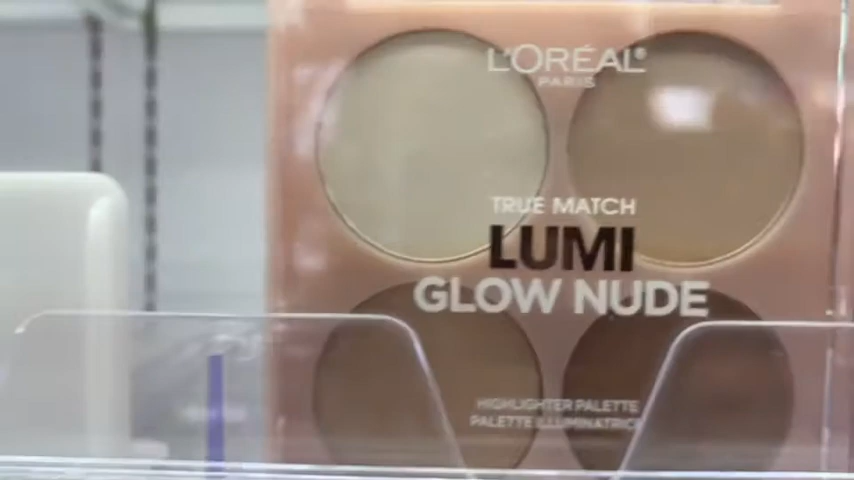 L'ORÉAL®
PARIS
TRUE MATCH
LUMI
GLOW NUDE
HIGHLIGHTER PALETTE
PALETTE ILLUMINATRICE